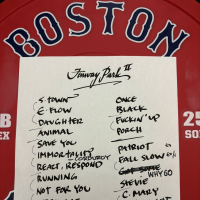 BOSTON
Fenway Park II
S. TOWN
E. FLOW
DAUGHTER
ANIMAL
SAVE YOU
IMMORTALITY
CORDUROY
REACT. RESPOND
RUNNING
NOT FOR YOU
ONCE
BLACK
FUCKIN' UP
PORCH
PATRIOT
FALL SLOW
WHY GO
STEVIE
C. MARY
B
EX
25
SO